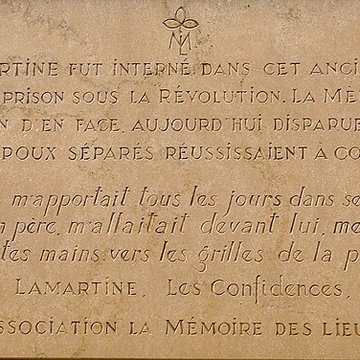 ARTINE FUT INTERNÉ DANS CET ANCI
PRISON SOUS LA RÉVOLUTION. LA MÈ
N D'EN FACE, AUJOURD'HUI DISPARUE
POUX SÉPARÉS RÉUSSISSAIENT À CO
m'apportait tous les jours dans se
n père, m'allaitait devant lui, me
tes mains vers les grilles de la p
LAMARTINE. Les Confidences,
SSOCIATION LA MÉMOIRE DES LIEU